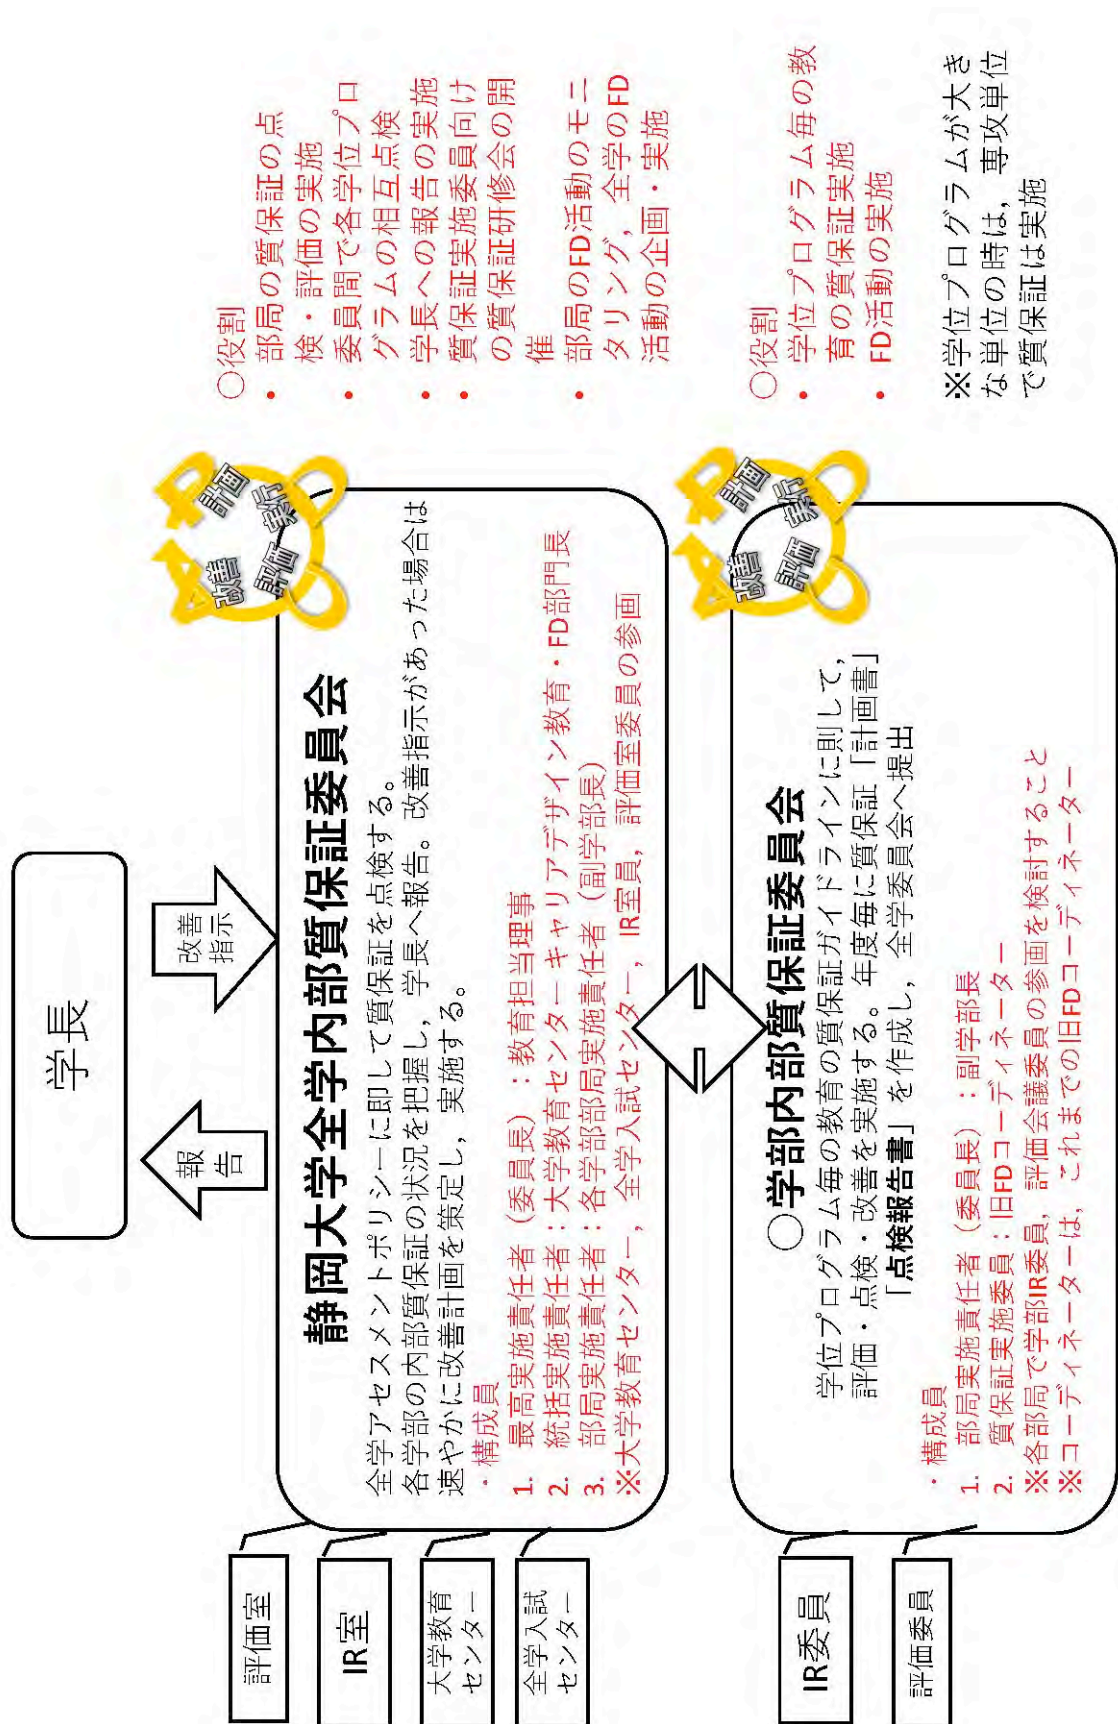 学長
報告
改善
指示
評価室
IR室
大学教育
センター
全学入試
センター
静岡大学全学内部質保証委員会
全学アセスメントポリシーに即して質保証を点検する。
各学部の内部質保証の状況を把握し，学長へ報告。改善指示があった場合は
速やかに改善計画を策定し，実施する。
・構成員
1. 最高実施責任者（委員長）：教育担当理事
2. 統括実施責任者：大学教育センター キャリアデザイン教育・FD部門長
3. 部局実施責任者：各学部部局実施責任者（副学部長）
※大学教育センター，全学入試センター，IR室員，評価室委員の参画
A
P
D
C
改善
計画
評価
実行
○役割
• 部局の質保証の点
検・評価の実施
• 委員間で各学位プロ
グラムの相互点検
• 学長への報告の実施
• 質保証実施委員向け
の質保証研修会の開
催
• 部局のFD活動のモニ
タリング，全学のFD
活動の企画・実施
IR委員
評価委員
○学部内部質保証委員会
学位プログラム毎の教育の質保証ガイドラインに則して，
評価・点検・改善を実施する。年度毎に質保証「計画書」
「点検報告書」を作成し，全学委員会へ提出
・構成員
1. 部局実施責任者（委員長）：副学部長
2. 質保証実施委員：旧FDコーディネーター
※各部局で学部IR委員，評価会議委員の参画を検討すること
※コーディネーターは，これまでの旧FDコーディネーター
A
P
D
C
改善
計画
評価
実行
○役割
• 学位プログラム毎の教
育の質保証実施
• FD活動の実施
※学位プログラムが大き
な単位の時は，専攻単位
で質保証は実施